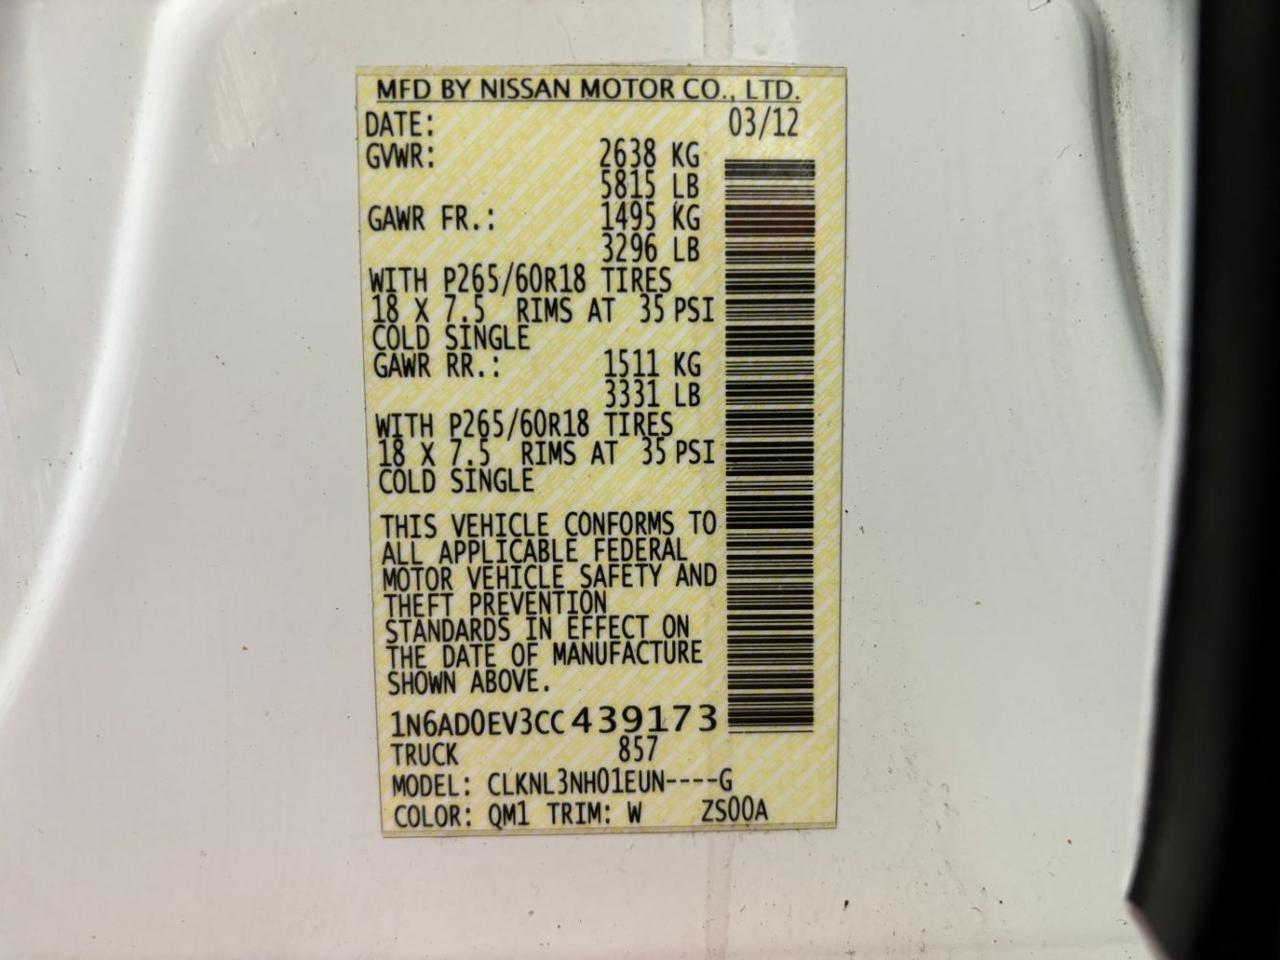 MFD BY NISSAN MOTOR CO., LTD.
DATE: 03/12
GVWR: 2638 KG
5815 LB
GAWR FR.: 1495 KG
3296 LB
WITH P265/60R18 TIRES
18 X 7.5 RIMS AT 35 PSI
COLD SINGLE
GAWR RR.: 1511 KG
3331 LB
WITH P265/60R18 TIRES
18 X 7.5 RIMS AT 35 PSI
COLD SINGLE
THIS VEHICLE CONFORMS TO
ALL APPLICABLE FEDERAL
MOTOR VEHICLE SAFETY AND
THEFT PREVENTION
STANDARDS IN EFFECT ON
THE DATE OF MANUFACTURE
SHOWN ABOVE.
1N6AD0EV3CC439173
TRUCK 857
MODEL: CLKNL3NH01EUN----G
COLOR: QM1 TRIM: W ZS00A